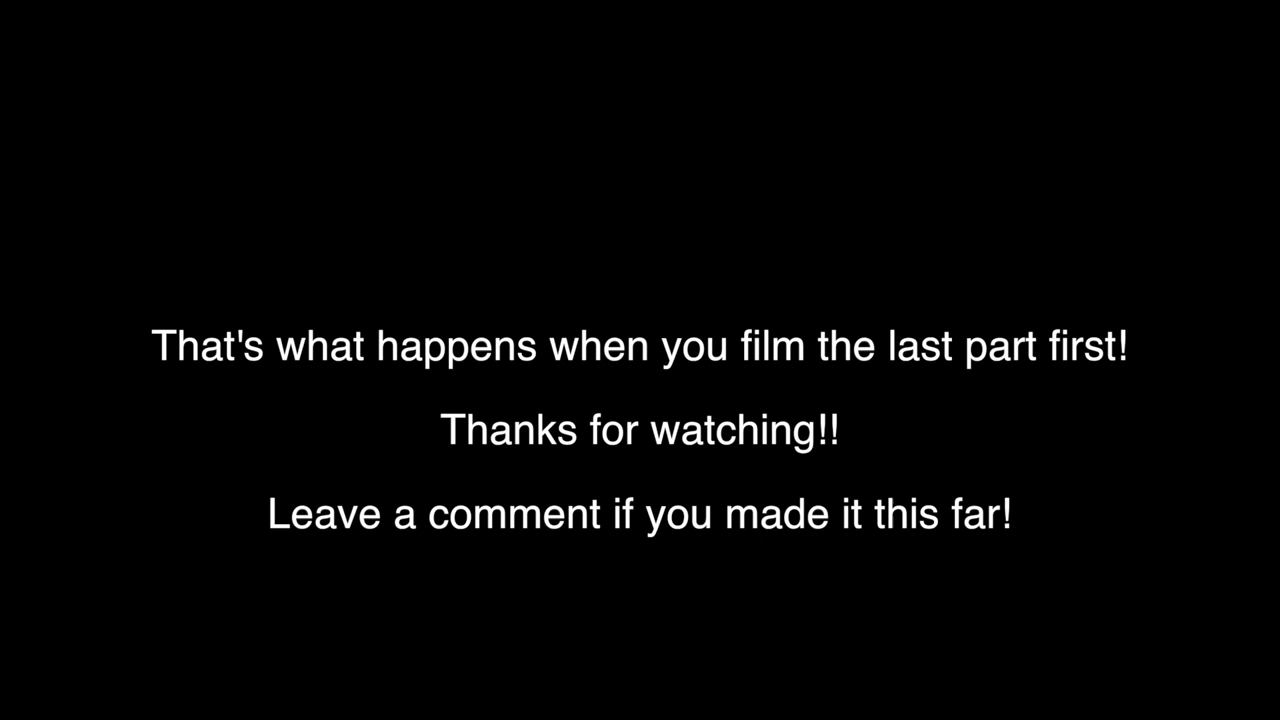 That's what happens when you film the last part first!
Thanks for watching!!
Leave a comment if you made it this far!